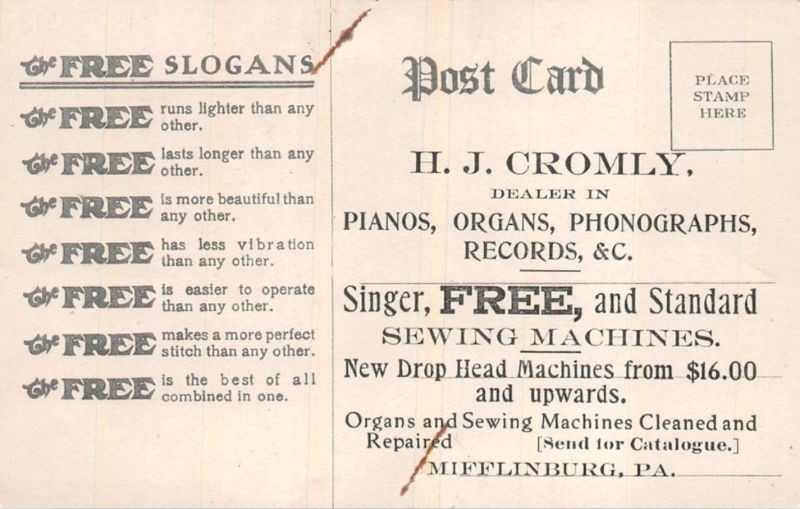 The FREE SLOGANS
The FREE runs lighter than any
other.
The FREE lasts longer than any
other.
The FREE is more beautiful than
any other.
The FREE has less vibration
than any other.
The FREE is easier to operate
than any other.
The FREE makes a more perfect
stitch than any other.
The FREE is the best of all
combined in one.
Post Card
PLACE
STAMP
HERE
H. J. CROMLY,
DEALER IN
PIANOS, ORGANS, PHONOGRAPHS,
RECORDS, &C.
Singer, FREE, and Standard
SEWING MACHINES.
New Drop Head Machines from $16.00
and upwards.
Organs and Sewing Machines Cleaned and
Repaired [Send for Catalogue.]
MIFFLINBURG, PA.